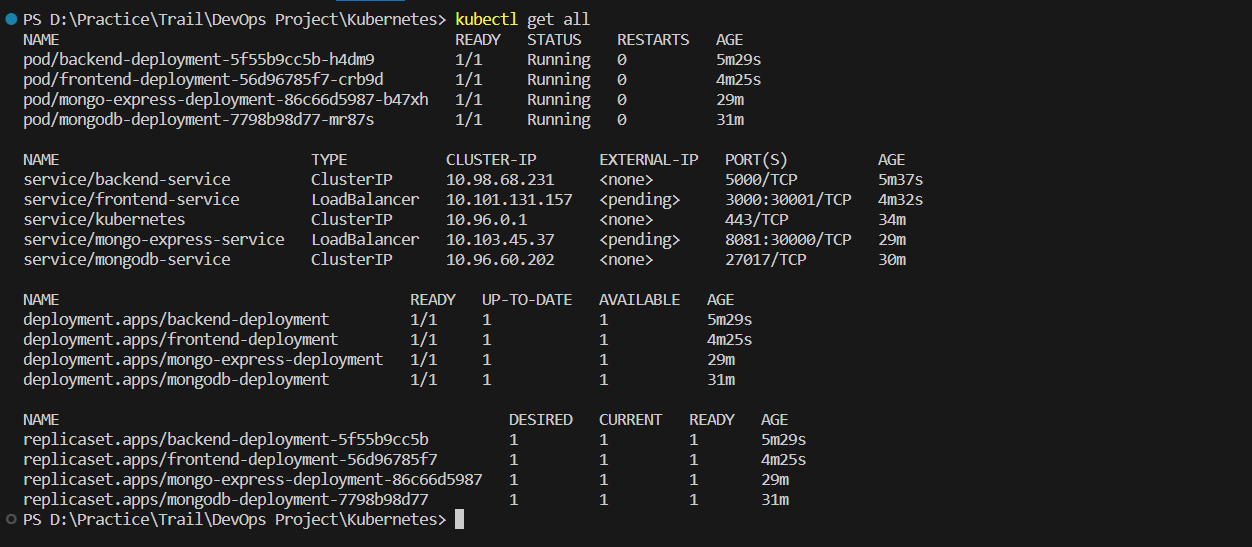 PS D:\Practice\Trail\DevOps Project\Kubernetes> kubectl get all
NAME READY STATUS RESTARTS AGE
pod/backend-deployment-5f55b9cc5b-h4dm9 1/1 Running 0 5m29s
pod/frontend-deployment-56d96785f7-crb9d 1/1 Running 0 4m25s
pod/mongo-express-deployment-86c66d5987-b47xh 1/1 Running 0 29m
pod/mongodb-deployment-7798b98d77-mr87s 1/1 Running 0 31m
NAME TYPE CLUSTER-IP EXTERNAL-IP PORT(S) AGE
service/backend-service ClusterIP 10.98.68.231 <none> 5000/TCP 5m37s
service/frontend-service LoadBalancer 10.101.131.157 <pending> 3000:30001/TCP 4m32s
service/kubernetes ClusterIP 10.96.0.1 <none> 443/TCP 34m
service/mongo-express-service LoadBalancer 10.103.45.37 <pending> 8081:30000/TCP 29m
service/mongodb-service ClusterIP 10.96.60.202 <none> 27017/TCP 30m
NAME READY UP-TO-DATE AVAILABLE AGE
deployment.apps/backend-deployment 1/1 1 1 5m29s
deployment.apps/frontend-deployment 1/1 1 1 4m25s
deployment.apps/mongo-express-deployment 1/1 1 1 29m
deployment.apps/mongodb-deployment 1/1 1 1 31m
NAME DESIRED CURRENT READY AGE
replicaset.apps/backend-deployment-5f55b9cc5b 1 1 1 5m29s
replicaset.apps/frontend-deployment-56d96785f7 1 1 1 4m25s
replicaset.apps/mongo-express-deployment-86c66d5987 1 1 1 29m
replicaset.apps/mongodb-deployment-7798b98d77 1 1 1 31m
PS D:\Practice\Trail\DevOps Project\Kubernetes>